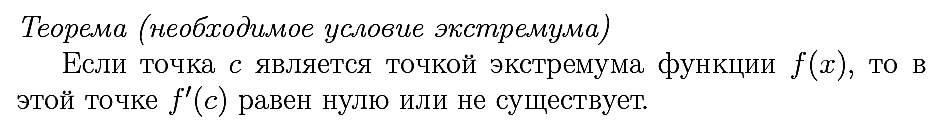 Теорема (необходимое условие экстремума)
Если точка c является точкой экстремума функции f(x), то в
этой точке f′(c) равен нулю или не существует.